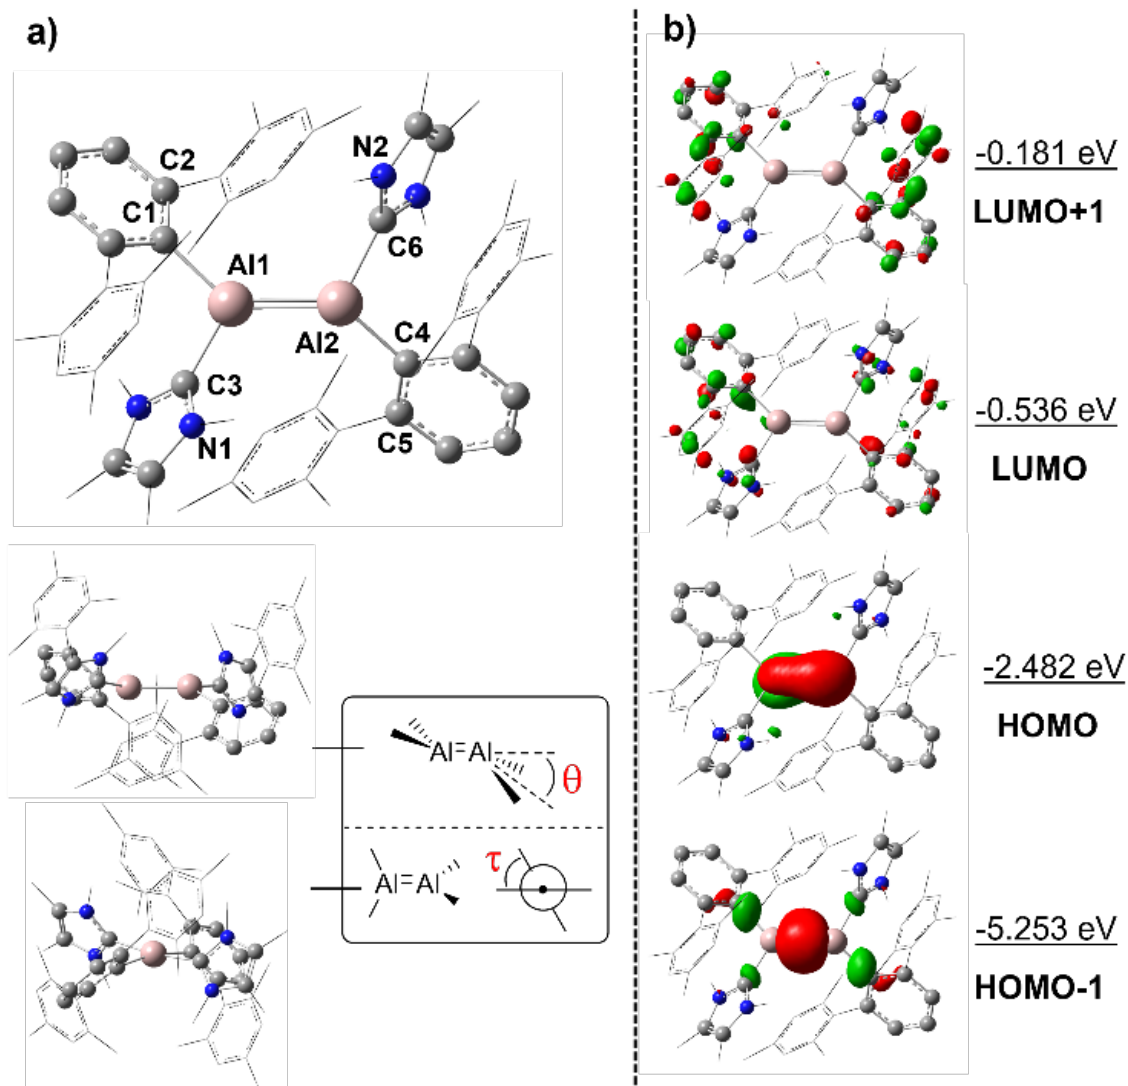 a)
N2
C2
C1
C6
Al1
Al2
C4
C3
N1
C5
Al=Al
θ
τ
Al=Al
b)
-0.181 eV
LUMO+1
-0.536 eV
LUMO
-2.482 eV
HOMO
-5.253 eV
HOMO-1